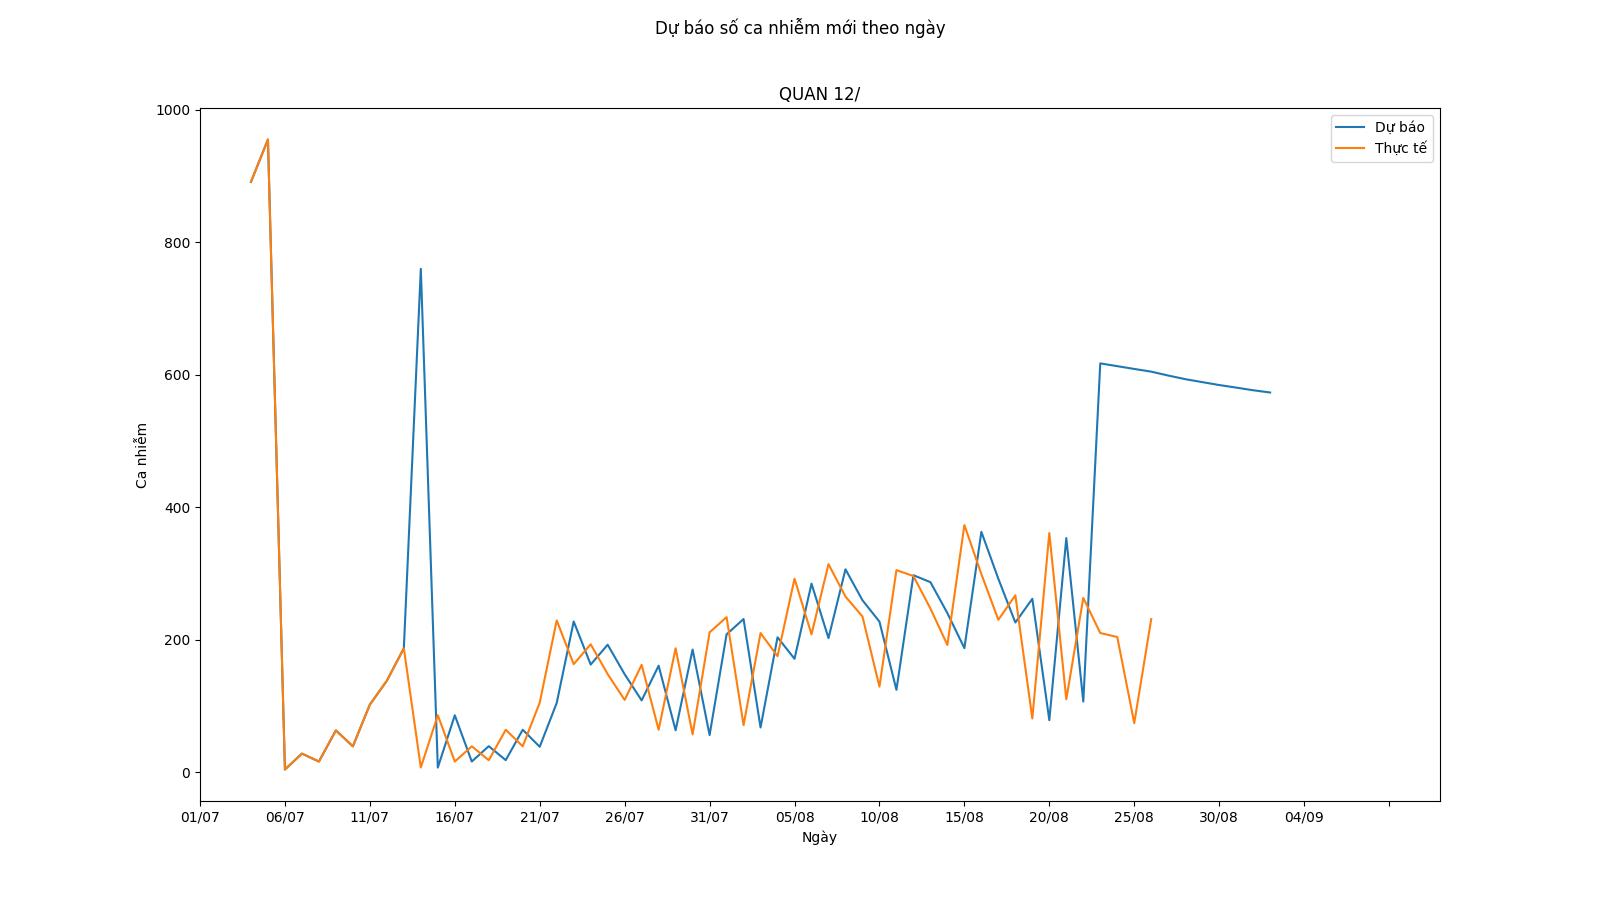 Dự báo số ca nhiễm mới theo ngày
QUAN 12/
Dự báo
Thực tế
1000
800
600
400
200
0
Ca nhiễm
01/07 06/07 11/07 16/07 21/07 26/07 31/07 05/08 10/08 15/08 20/08 25/08 30/08 04/09
Ngày